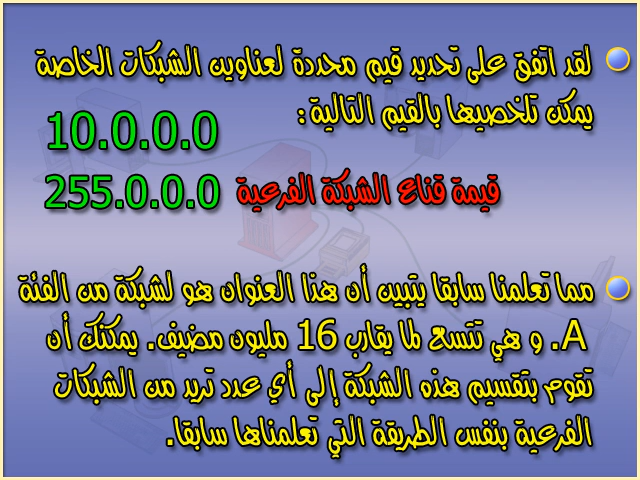 لقد اتفق على تحديد قيم محددة لعناوين الشبكات الخاصة
يمكن تلخيصها بالقيم التالية :
10.0.0.0
قيمة قناع الشبكة الفرعية 255.0.0.0
مما تعلمنا سابقا يتبين أن هذا العنوان هو لشبكة من الفئة
A. و هي تتسع لما يقارب 16 مليون مضيف. يمكنك أن
تقوم بتقسيم هذه الشبكة إلى أي عدد تريد من الشبكات
الفرعية بنفس الطريقة التي تعلمناها سابقا.